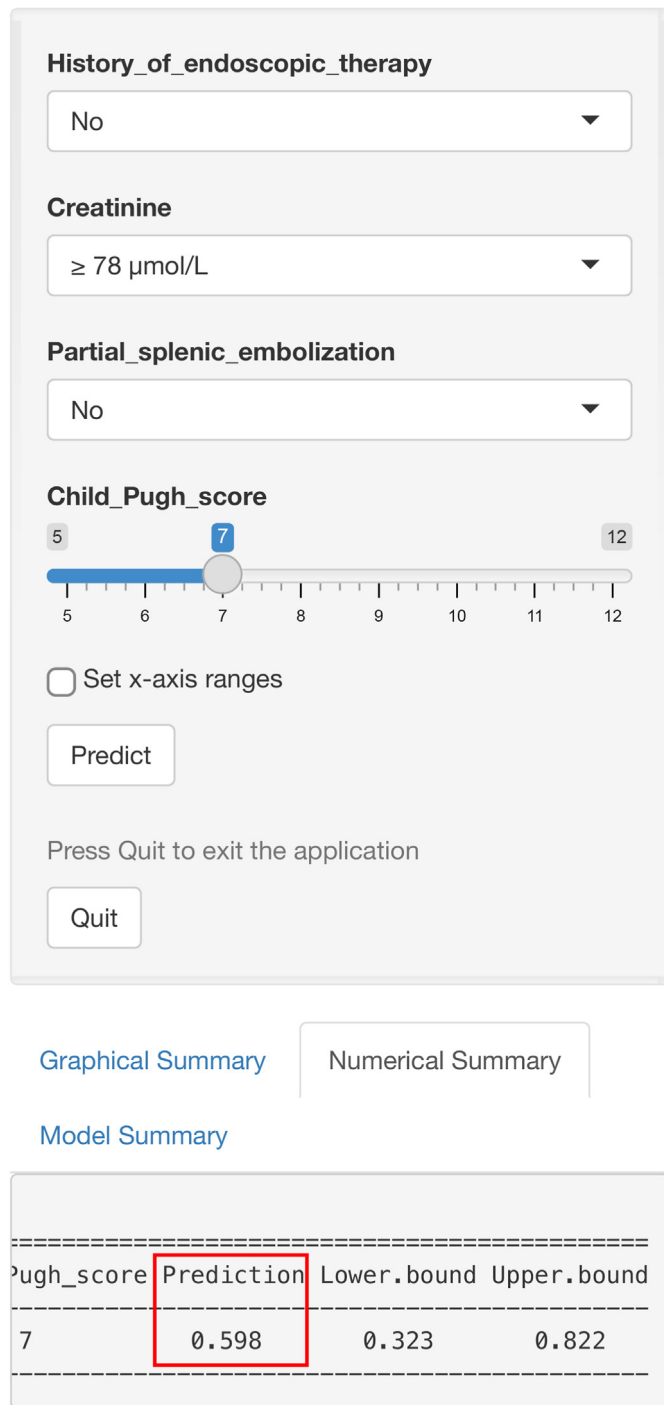 History_of_endoscopic_therapy
No
Creatinine
≥ 78 μmol/L
Partial_splenic_embolization
No
Child_Pugh_score
5 7 12
5 6 7 8 9 10 11 12
Set x-axis ranges
Predict
Press Quit to exit the application
Quit
Graphical Summary Numerical Summary
Model Summary
Pugh_score Prediction Lower.bound Upper.bound
7 0.598 0.323 0.822